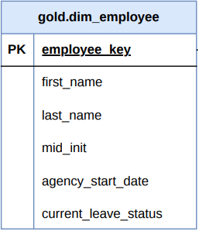 gold.dim_employee
PK employee_key
first_name
last_name
mid_init
agency_start_date
current_leave_status